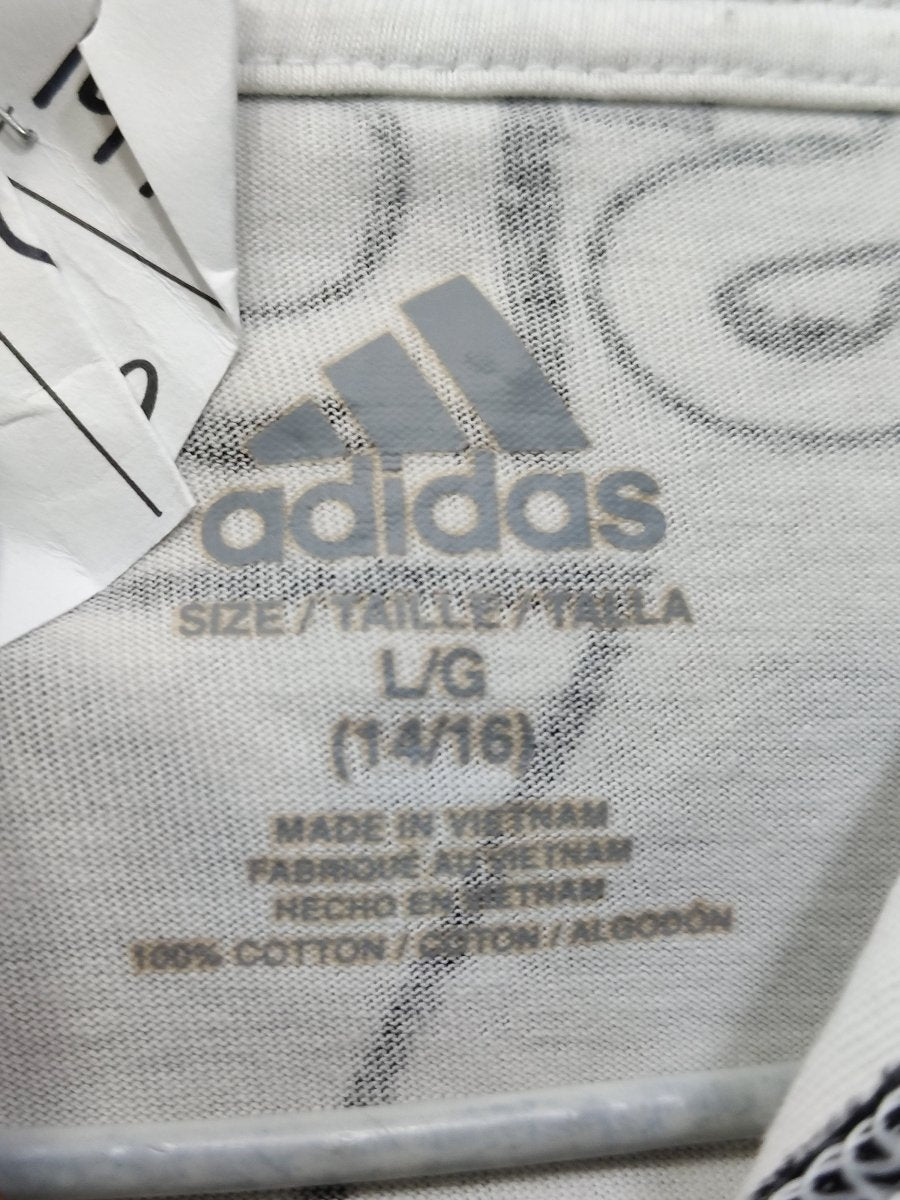 adidas
SIZE / TAILLE / TALLA
L/G
(14/16)
MADE IN VIETNAM
FABRIQUÉ AU VIETNAM
HECHO EN VIETNAM
100% COTTON / COTON / ALGODÓN